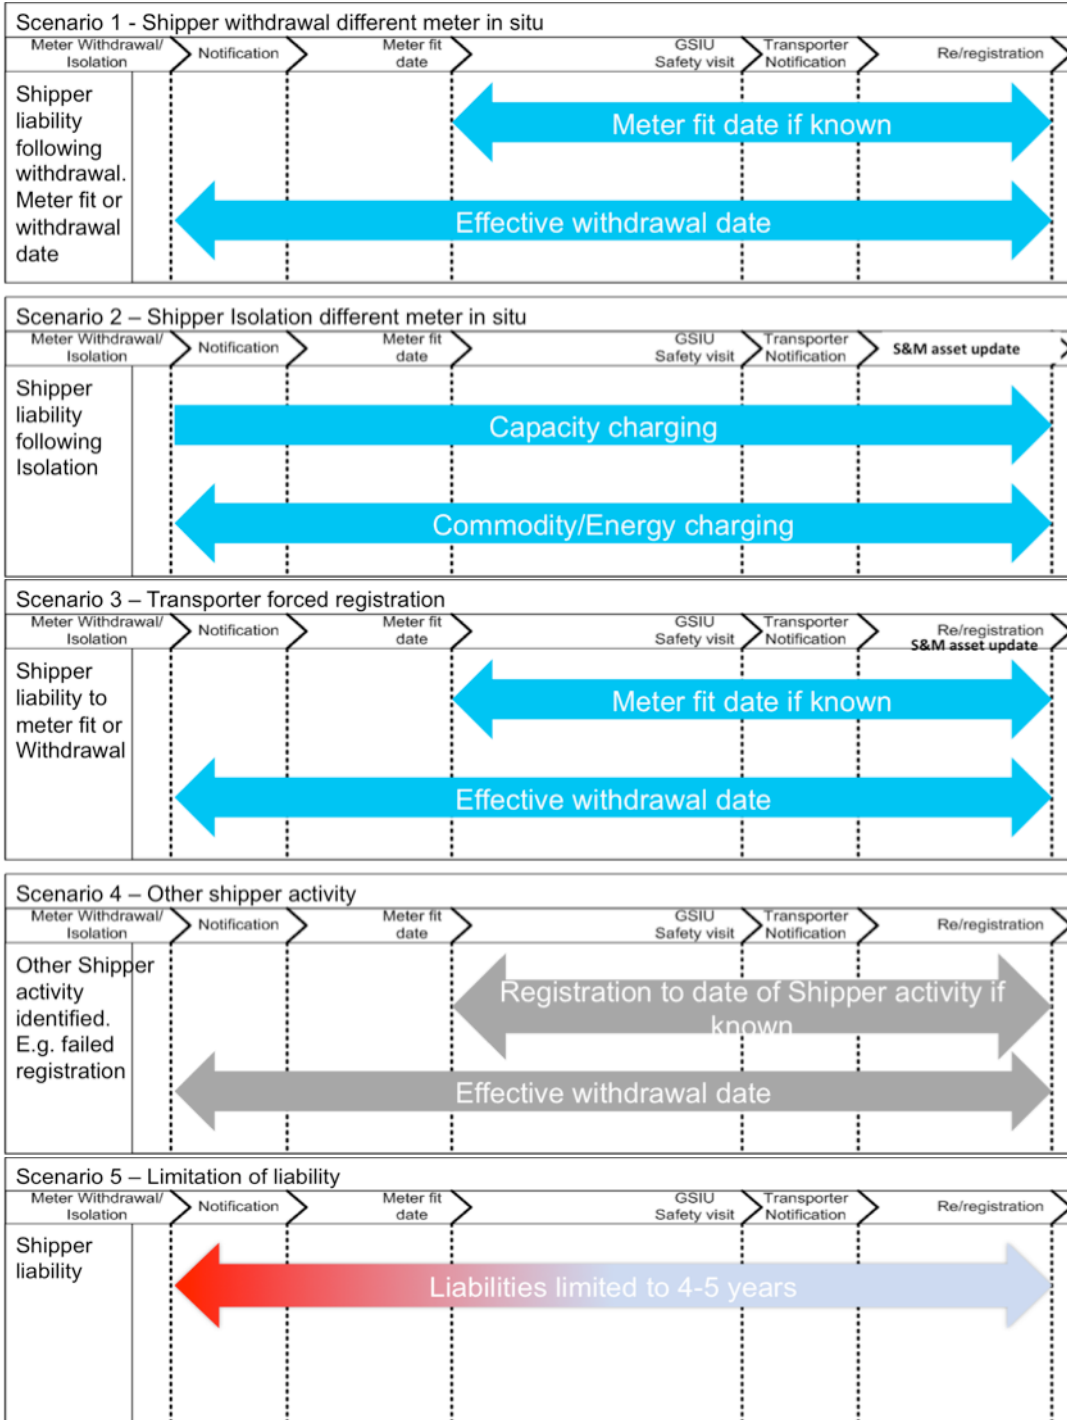 Scenario 1 - Shipper withdrawal different meter in situ
Meter Withdrawal/
Isolation
Notification
Meter fit
date
GSIU
Safety visit
Transporter
Notification
Re/registration
Shipper
liability
following
withdrawal.
Meter fit or
withdrawal
date
Meter fit date if known
Effective withdrawal date
Scenario 2 – Shipper Isolation different meter in situ
Meter Withdrawal/
Isolation
Notification
Meter fit
date
GSIU
Safety visit
Transporter
Notification
S&M asset update
Shipper
liability
following
Isolation
Capacity charging
Commodity/Energy charging
Scenario 3 – Transporter forced registration
Meter Withdrawal/
Isolation
Notification
Meter fit
date
GSIU
Safety visit
Transporter
Notification
Re/registration
S&M asset update
Shipper
liability to
meter fit or
Withdrawal
Meter fit date if known
Effective withdrawal date
Scenario 4 – Other shipper activity
Meter Withdrawal/
Isolation
Notification
Meter fit
date
GSIU
Safety visit
Transporter
Notification
Re/registration
Other Shipper
activity
identified.
E.g. failed
registration
Registration to date of Shipper activity if
known
Effective withdrawal date
Scenario 5 – Limitation of liability
Meter Withdrawal/
Isolation
Notification
Meter fit
date
GSIU
Safety visit
Transporter
Notification
Re/registration
Shipper
liability
Liabilities limited to 4-5 years